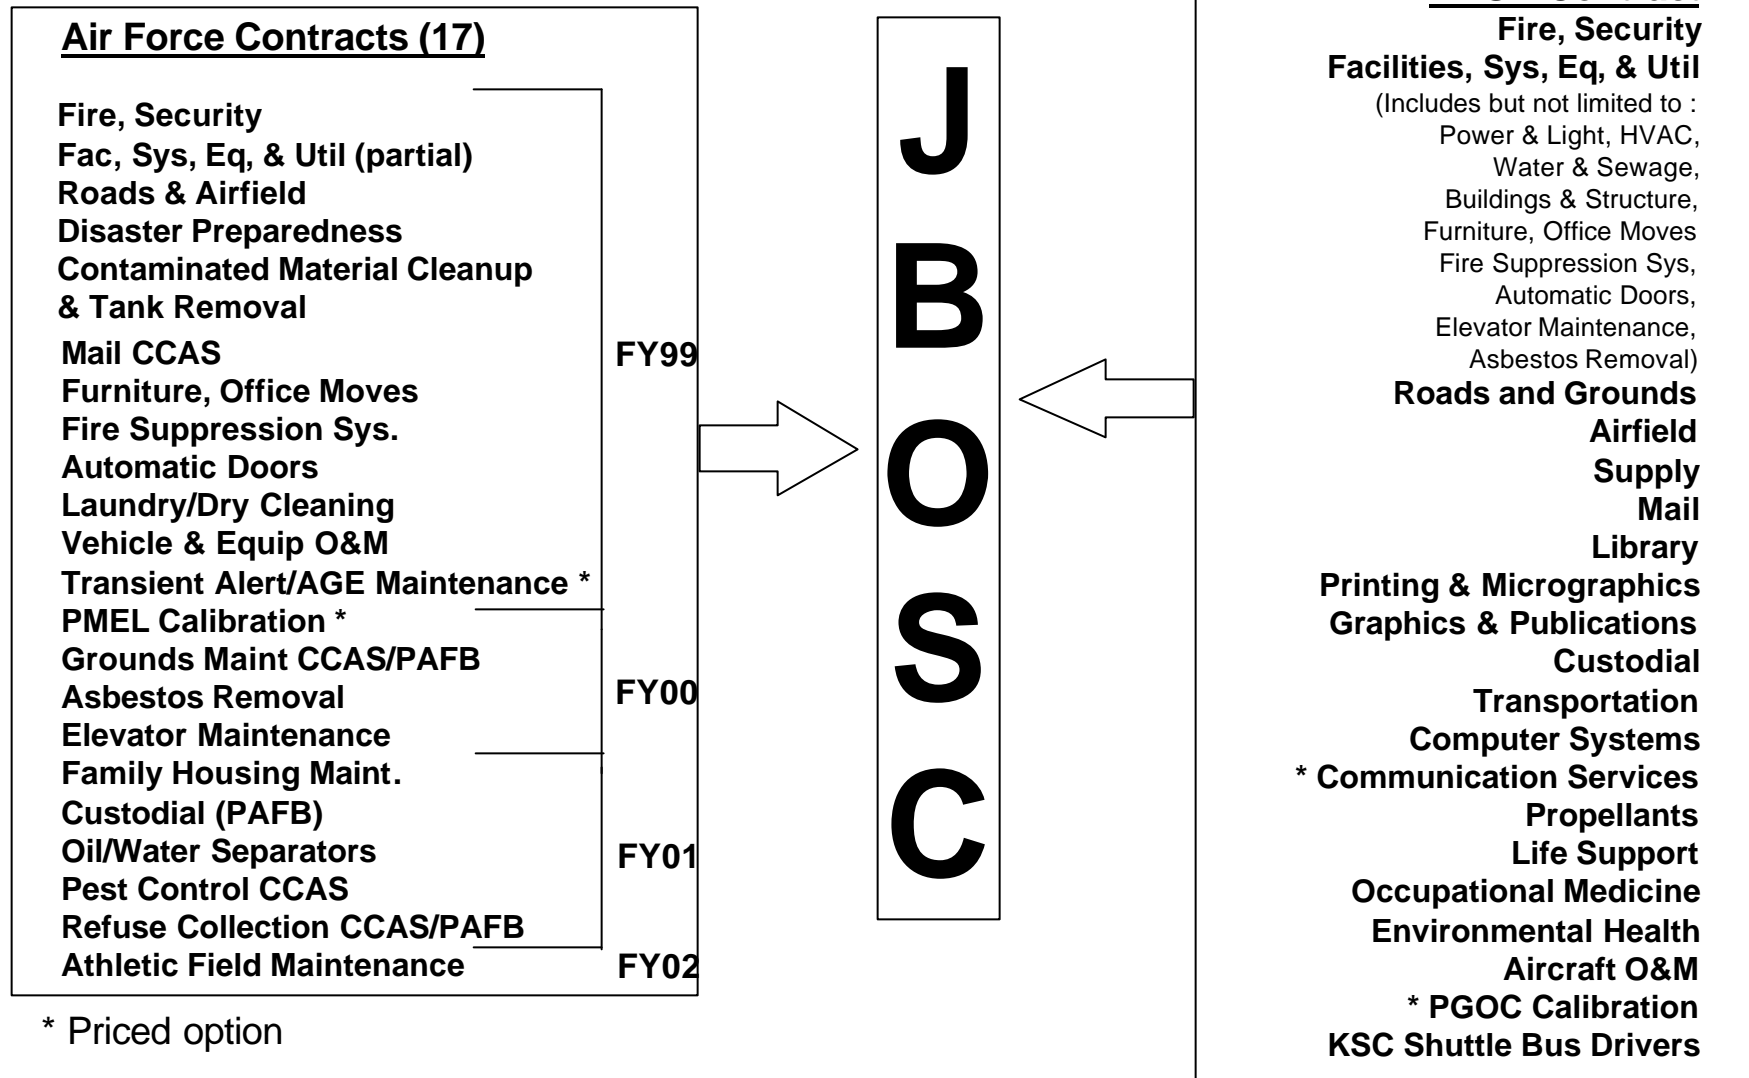 Air Force Contracts (17)
Fire, Security
Fac, Sys, Eq, & Util (partial)
Roads & Airfield
Disaster Preparedness
Contaminated Material Cleanup
& Tank Removal
Mail CCAS
Furniture, Office Moves
Fire Suppression Sys.
Automatic Doors
Laundry/Dry Cleaning
Vehicle & Equip O&M
Transient Alert/AGE Maintenance *
PMEL Calibration *
Grounds Maint CCAS/PAFB
Asbestos Removal
Elevator Maintenance
Family Housing Maint.
Custodial (PAFB)
Oil/Water Separators
Pest Control CCAS
Refuse Collection CCAS/PAFB
Athletic Field Maintenance
FY99
FY00
FY01
FY02
* Priced option
J
B
O
S
C
Fire, Security
Facilities, Sys, Eq, & Util
(Includes but not limited to :
Power & Light, HVAC,
Water & Sewage,
Buildings & Structure,
Furniture, Office Moves
Fire Suppression Sys,
Automatic Doors,
Elevator Maintenance,
Asbestos Removal)
Roads and Grounds
Airfield
Supply
Mail
Library
Printing & Micrographics
Graphics & Publications
Custodial
Transportation
Computer Systems
* Communication Services
Propellants
Life Support
Occupational Medicine
Environmental Health
Aircraft O&M
* PGOC Calibration
KSC Shuttle Bus Drivers